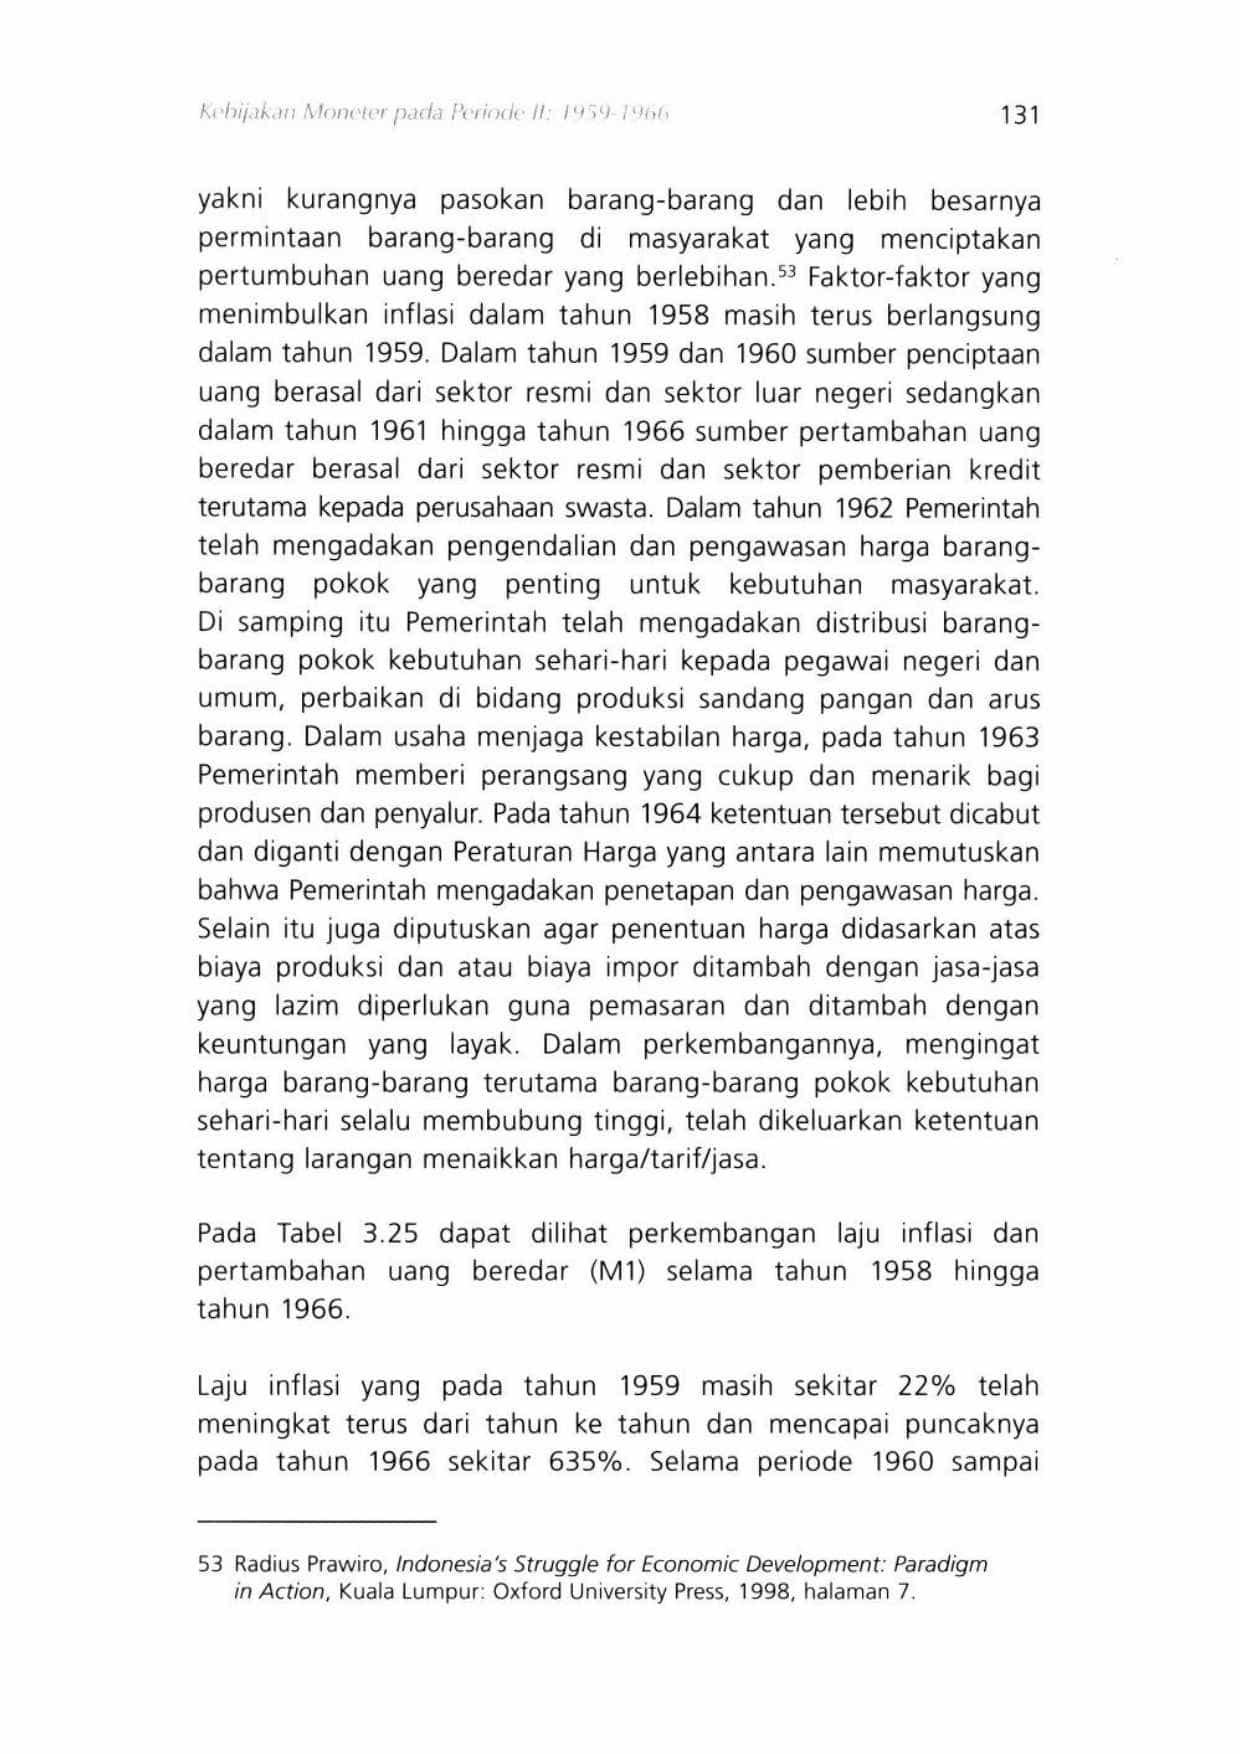 Kebijakan Moneter pada Periode II: 1959-1966 131
yakni kurangnya pasokan barang-barang dan lebih besarnya
permintaan barang-barang di masyarakat yang menciptakan
pertumbuhan uang beredar yang berlebihan.53 Faktor-faktor yang
menimbulkan inflasi dalam tahun 1958 masih terus berlangsung
dalam tahun 1959. Dalam tahun 1959 dan 1960 sumber penciptaan
uang berasal dari sektor resmi dan sektor luar negeri sedangkan
dalam tahun 1961 hingga tahun 1966 sumber pertambahan uang
beredar berasal dari sektor resmi dan sektor pemberian kredit
terutama kepada perusahaan swasta. Dalam tahun 1962 Pemerintah
telah mengadakan pengendalian dan pengawasan harga barang-
barang pokok yang penting untuk kebutuhan masyarakat.
Di samping itu Pemerintah telah mengadakan distribusi barang-
barang pokok kebutuhan sehari-hari kepada pegawai negeri dan
umum, perbaikan di bidang produksi sandang pangan dan arus
barang. Dalam usaha menjaga kestabilan harga, pada tahun 1963
Pemerintah memberi perangsang yang cukup dan menarik bagi
produsen dan penyalur. Pada tahun 1964 ketentuan tersebut dicabut
dan diganti dengan Peraturan Harga yang antara lain memutuskan
bahwa Pemerintah mengadakan penetapan dan pengawasan harga.
Selain itu juga diputuskan agar penentuan harga didasarkan atas
biaya produksi dan atau biaya impor ditambah dengan jasa-jasa
yang lazim diperlukan guna pemasaran dan ditambah dengan
keuntungan yang layak. Dalam perkembangannya, mengingat
harga barang-barang terutama barang-barang pokok kebutuhan
sehari-hari selalu membubung tinggi, telah dikeluarkan ketentuan
tentang larangan menaikkan harga/tarif/jasa.
Pada Tabel 3.25 dapat dilihat perkembangan laju inflasi dan
pertambahan uang beredar (M1) selama tahun 1958 hingga
tahun 1966.
Laju inflasi yang pada tahun 1959 masih sekitar 22% telah
meningkat terus dari tahun ke tahun dan mencapai puncaknya
pada tahun 1966 sekitar 635%. Selama periode 1960 sampai
53 Radius Prawiro, Indonesia's Struggle for Economic Development: Paradigm
in Action, Kuala Lumpur: Oxford University Press, 1998, halaman 7.